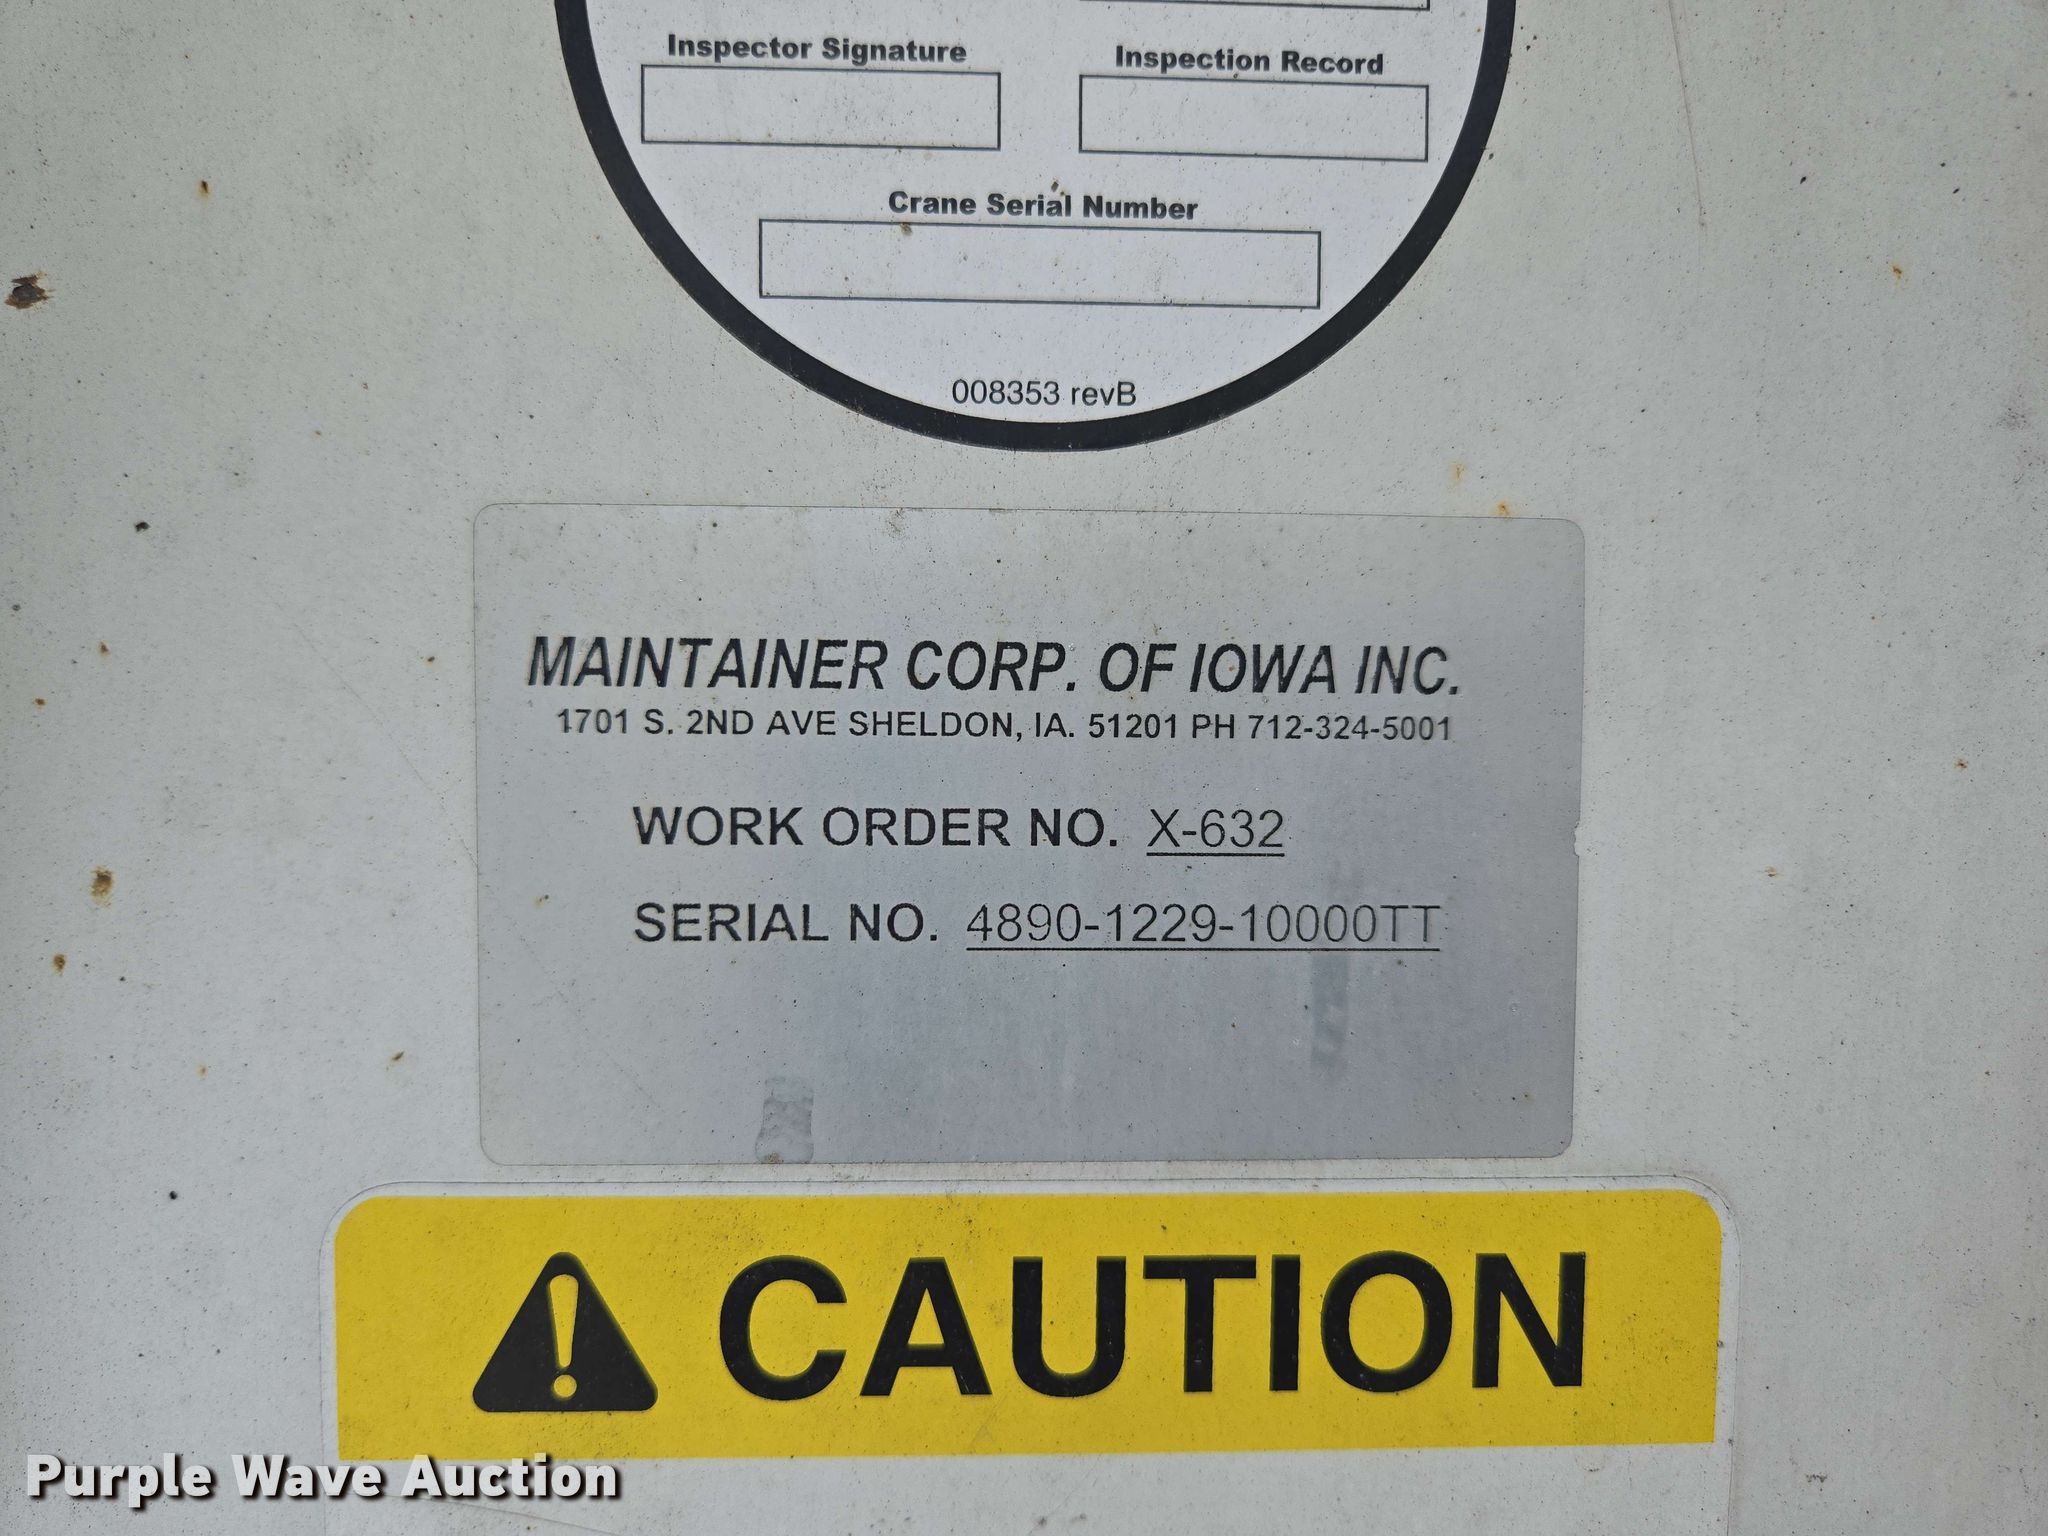 Inspector Signature
Inspection Record
Crane Serial Number
008353 revB
MAINTAINER CORP. OF IOWA INC.
1701 S. 2ND AVE SHELDON, IA. 51201 PH 712-324-5001
WORK ORDER NO. X-632
SERIAL NO. 4890-1229-10000TT
CAUTION
Purple Wave Auction